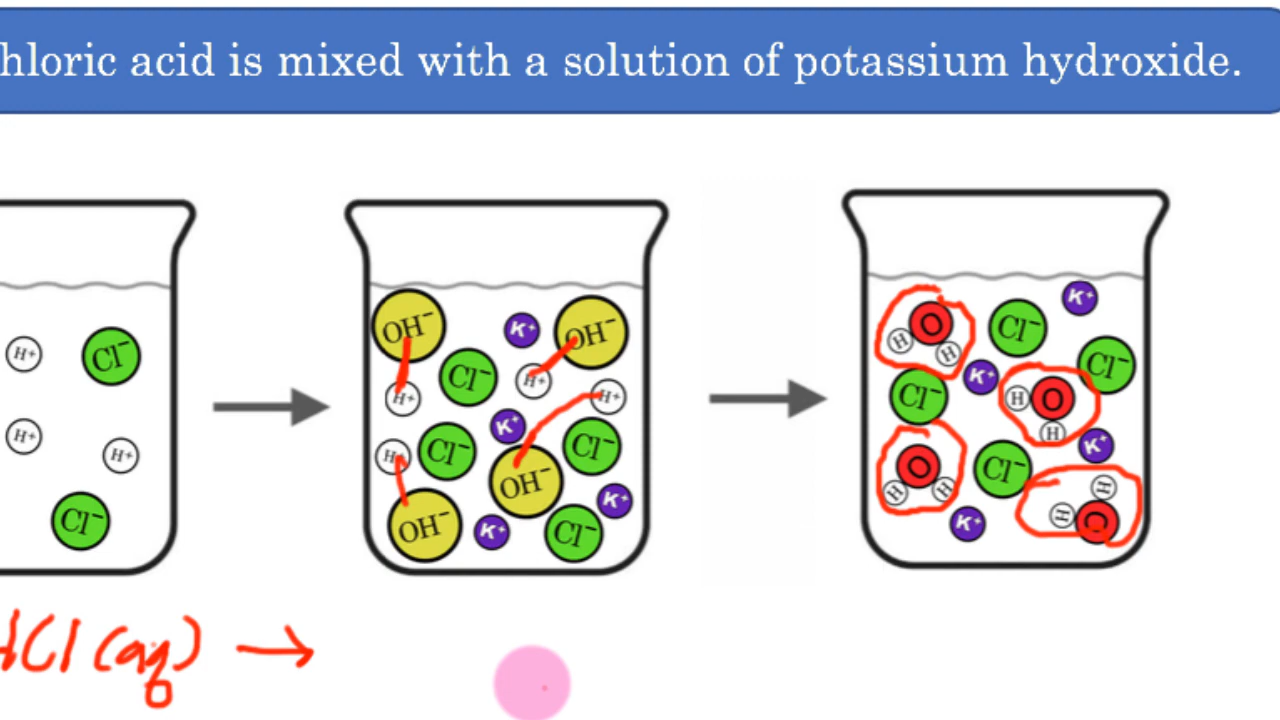 hloric acid is mixed with a solution of potassium hydroxide.
H+
Cl⁻
H+
H+
Cl⁻
OH⁻
K+
OH⁻
Cl⁻
H+
H+
H+
K+
Cl⁻
H+
Cl⁻
OH⁻
K+
OH⁻
K+
Cl⁻
K+
O
Cl⁻
H
H
Cl⁻
K+
Cl⁻
H
O
H
K+
O
Cl⁻
H
H
H
H
O
K+
HCl (aq) →